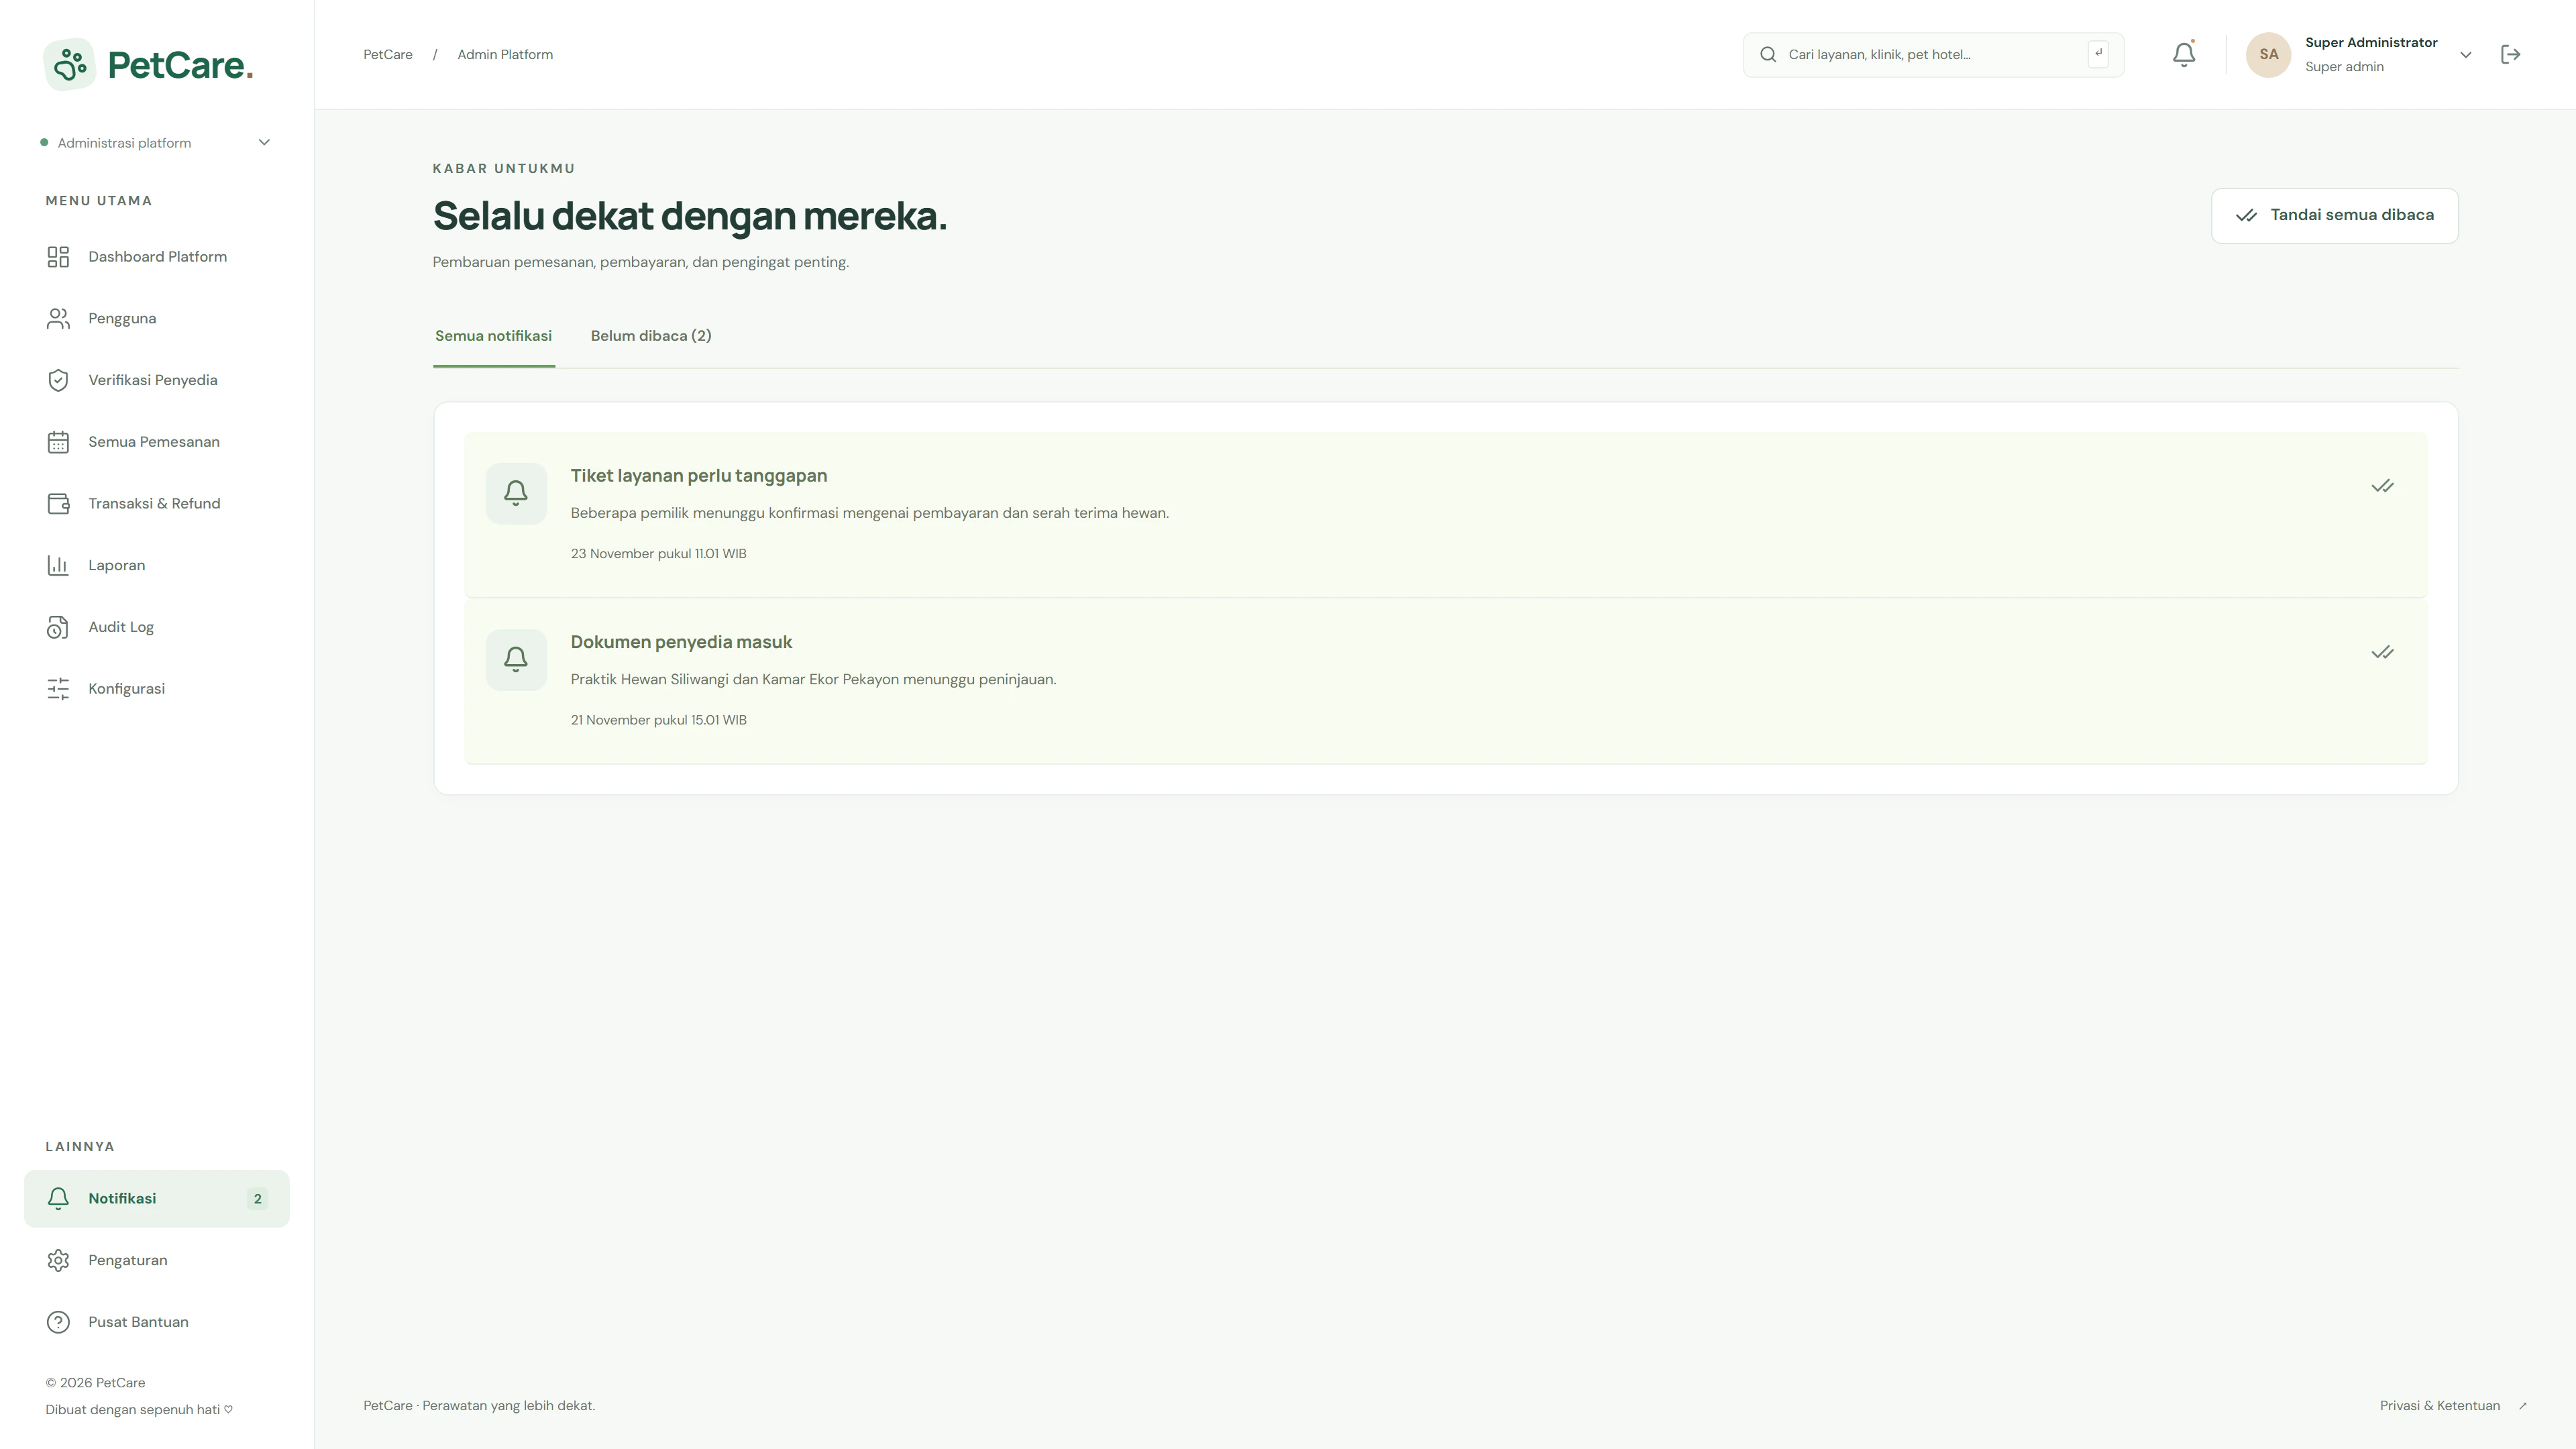 PetCare.
Administrasi platform
MENU UTAMA
Dashboard Platform
Pengguna
Verifikasi Penyedia
Semua Pemesanan
Transaksi & Refund
Laporan
Audit Log
Konfigurasi
LAINNYA
Notifikasi 2
Pengaturan
Pusat Bantuan
© 2026 PetCare
Dibuat dengan sepenuh hati ♡
PetCare / Admin Platform
Cari layanan, klinik, pet hotel... ↵
SA
Super Administrator
Super admin
KABAR UNTUKMU
Selalu dekat dengan mereka.
Pembaruan pemesanan, pembayaran, dan pengingat penting.
Tandai semua dibaca
Semua notifikasi
Belum dibaca (2)
Tiket layanan perlu tanggapan
Beberapa pemilik menunggu konfirmasi mengenai pembayaran dan serah terima hewan.
23 November pukul 11.01 WIB
Dokumen penyedia masuk
Praktik Hewan Siliwangi dan Kamar Ekor Pekayon menunggu peninjauan.
21 November pukul 15.01 WIB
PetCare · Perawatan yang lebih dekat.
Privasi & Ketentuan ↗